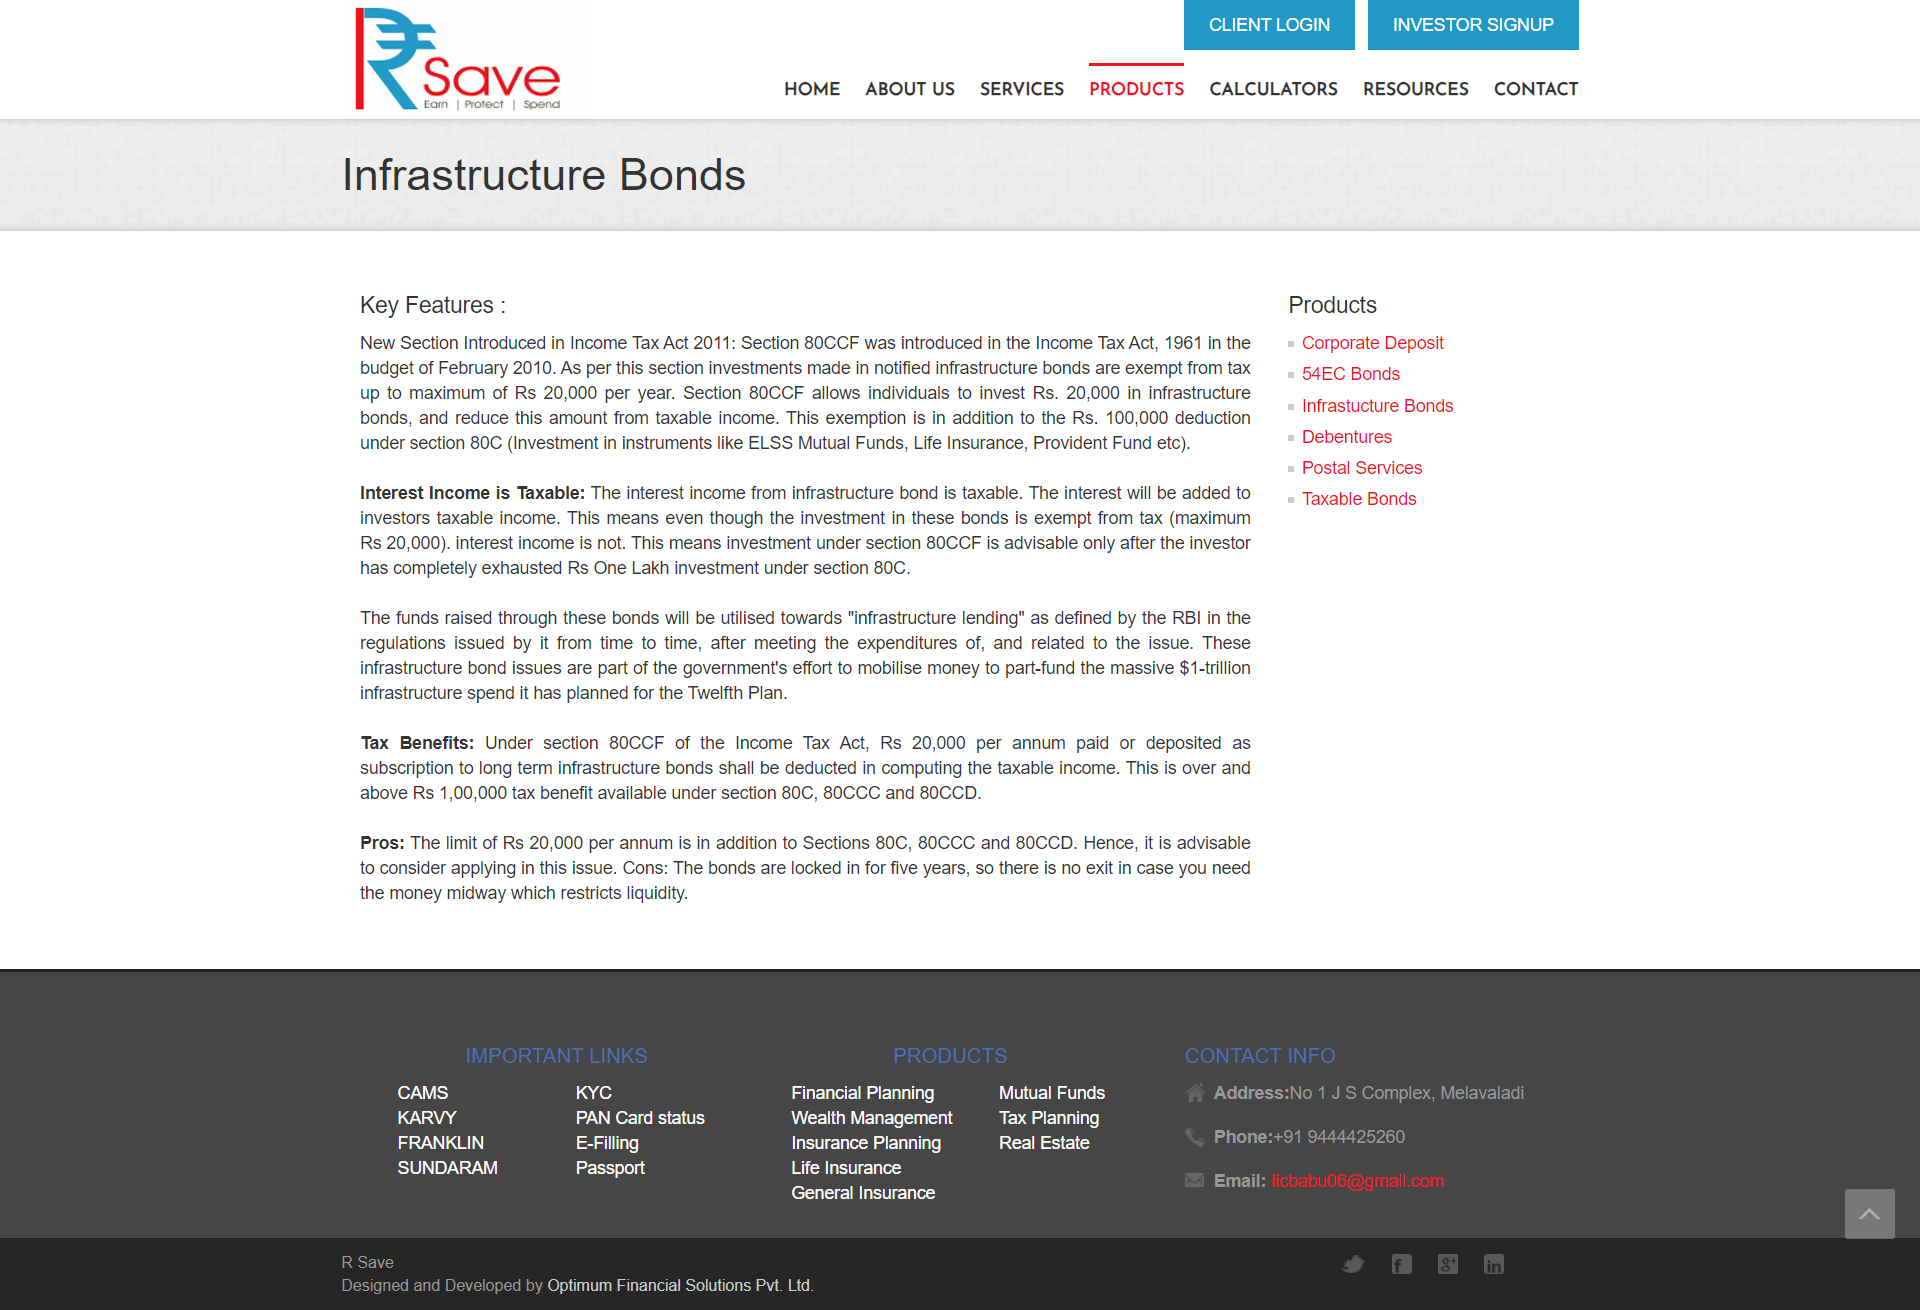 Save
Earn | Protect | Spend
CLIENT LOGIN
INVESTOR SIGNUP
HOME ABOUT US SERVICES PRODUCTS CALCULATORS RESOURCES CONTACT
Infrastructure Bonds
Key Features :
New Section Introduced in Income Tax Act 2011: Section 80CCF was introduced in the Income Tax Act, 1961 in the
budget of February 2010. As per this section investments made in notified infrastructure bonds are exempt from tax
up to maximum of Rs 20,000 per year. Section 80CCF allows individuals to invest Rs. 20,000 in infrastructure
bonds, and reduce this amount from taxable income. This exemption is in addition to the Rs. 100,000 deduction
under section 80C (Investment in instruments like ELSS Mutual Funds, Life Insurance, Provident Fund etc).
Interest Income is Taxable: The interest income from infrastructure bond is taxable. The interest will be added to
investors taxable income. This means even though the investment in these bonds is exempt from tax (maximum
Rs 20,000). interest income is not. This means investment under section 80CCF is advisable only after the investor
has completely exhausted Rs One Lakh investment under section 80C.
The funds raised through these bonds will be utilised towards "infrastructure lending" as defined by the RBI in the
regulations issued by it from time to time, after meeting the expenditures of, and related to the issue. These
infrastructure bond issues are part of the government's effort to mobilise money to part-fund the massive $1-trillion
infrastructure spend it has planned for the Twelfth Plan.
Tax Benefits: Under section 80CCF of the Income Tax Act, Rs 20,000 per annum paid or deposited as
subscription to long term infrastructure bonds shall be deducted in computing the taxable income. This is over and
above Rs 1,00,000 tax benefit available under section 80C, 80CCC and 80CCD.
Pros: The limit of Rs 20,000 per annum is in addition to Sections 80C, 80CCC and 80CCD. Hence, it is advisable
to consider applying in this issue. Cons: The bonds are locked in for five years, so there is no exit in case you need
the money midway which restricts liquidity.
Products
Corporate Deposit
54EC Bonds
Infrastucture Bonds
Debentures
Postal Services
Taxable Bonds
IMPORTANT LINKS
CAMS
KARVY
FRANKLIN
SUNDARAM
KYC
PAN Card status
E-Filling
Passport
PRODUCTS
Financial Planning
Wealth Management
Insurance Planning
Life Insurance
General Insurance
Mutual Funds
Tax Planning
Real Estate
CONTACT INFO
Address:No 1 J S Complex, Melavaladi
Phone:+91 9444425260
Email: licbabu06@gmail.com
R Save
Designed and Developed by Optimum Financial Solutions Pvt. Ltd.